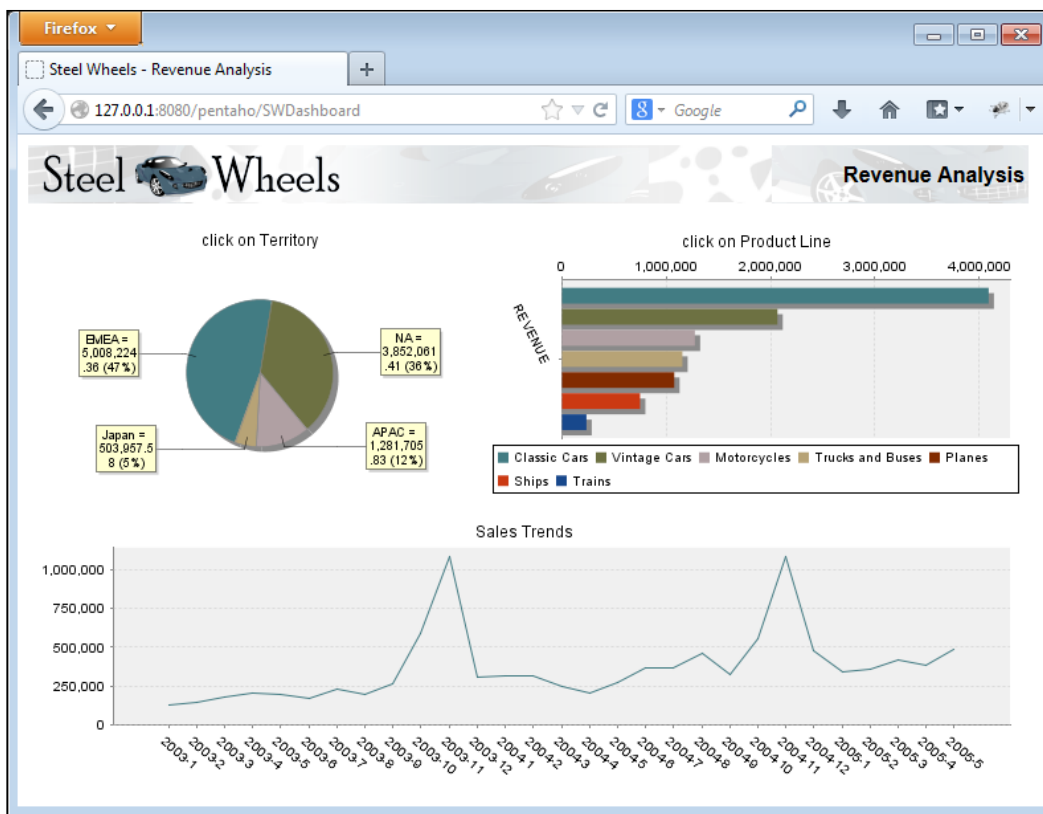 Firefox
Steel Wheels - Revenue Analysis
127.0.0.1:8080/pentaho/SWDashboard
8 Google
Steel Wheels
Revenue Analysis
click on Territory
EMEA =
5,008,224
.36 (47%)
NA =
3,852,061
.41 (36%)
Japan =
503,957.5
8 (5%)
APAC =
1,281,705
.83 (12%)
click on Product Line
0 1,000,000 2,000,000 3,000,000 4,000,000
REVENUE
Classic Cars Vintage Cars Motorcycles Trucks and Buses Planes
Ships Trains
Sales Trends
1,000,000
750,000
500,000
250,000
0
2003-1 2003-2 2003-3 2003-4 2003-5 2003-6 2003-7 2003-8 2003-9 2003-10 2003-11 2003-12 2004-1 2004-2 2004-3 2004-4 2004-5 2004-6 2004-7 2004-8 2004-9 2004-10 2004-11 2004-12 2005-1 2005-2 2005-3 2005-4 2005-5